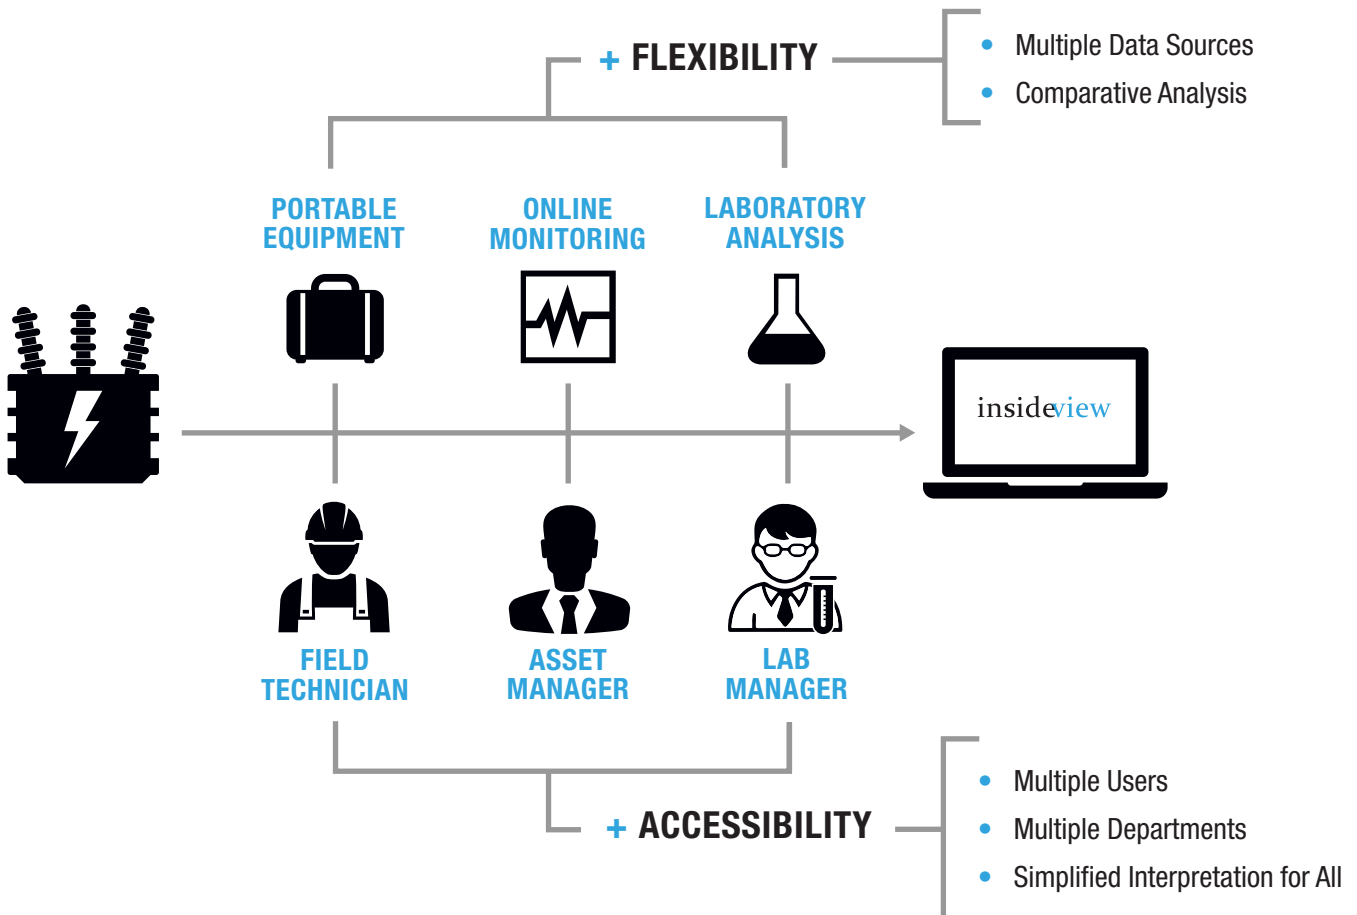 + FLEXIBILITY
• Multiple Data Sources
• Comparative Analysis
PORTABLE
EQUIPMENT
ONLINE
MONITORING
LABORATORY
ANALYSIS
insideview
FIELD
TECHNICIAN
ASSET
MANAGER
LAB
MANAGER
+ ACCESSIBILITY
• Multiple Users
• Multiple Departments
• Simplified Interpretation for All